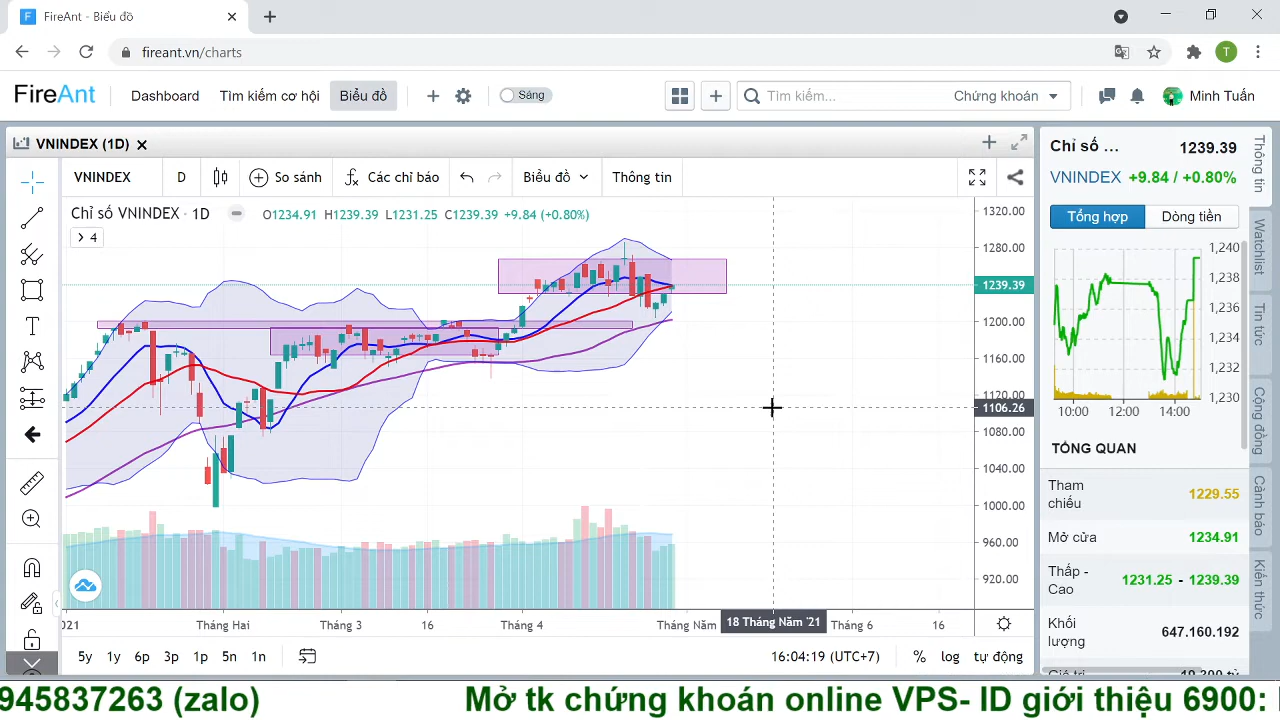 FireAnt - Biểu đồ
fireant.vn/charts
T
FireAnt
Dashboard
Tìm kiếm cơ hội
Biểu đồ
Sáng
Tìm kiếm...
Chứng khoán
Minh Tuấn
VNINDEX (1D)
VNINDEX
D
So sánh
Các chỉ báo
Biểu đồ
Thông tin
Chỉ số VNINDEX · 1D
O1234.91 H1239.39 L1231.25 C1239.39 +9.84 (+0.80%)
4
1320.00
1280.00
1239.39
1200.00
1160.00
1120.00
1106.26
1080.00
1040.00
1000.00
960.00
920.00
021
Tháng Hai
Tháng 3
16
Tháng 4
Tháng Năm
18 Tháng Năm '21
Tháng 6
16
5y
1y
6p
3p
1p
5n
1n
16:04:19 (UTC+7)
%
log
tự động
Chỉ số ...
1239.39
VNINDEX
+9.84 / +0.80%
Tổng hợp
Dòng tiền
1,240
1,238
1,236
1,234
1,232
1,230
10:00
12:00
14:00
TỔNG QUAN
Tham chiếu
1229.55
Mở cửa
1234.91
Thấp - Cao
1231.25 - 1239.39
Khối lượng
647.160.192
Thông tin
Watchlist
Tin tức
Cộng đồng
Cảnh báo
Kiến thức
945837263 (zalo)
Mở tk chứng khoán online VPS- ID giới thiệu 6900: